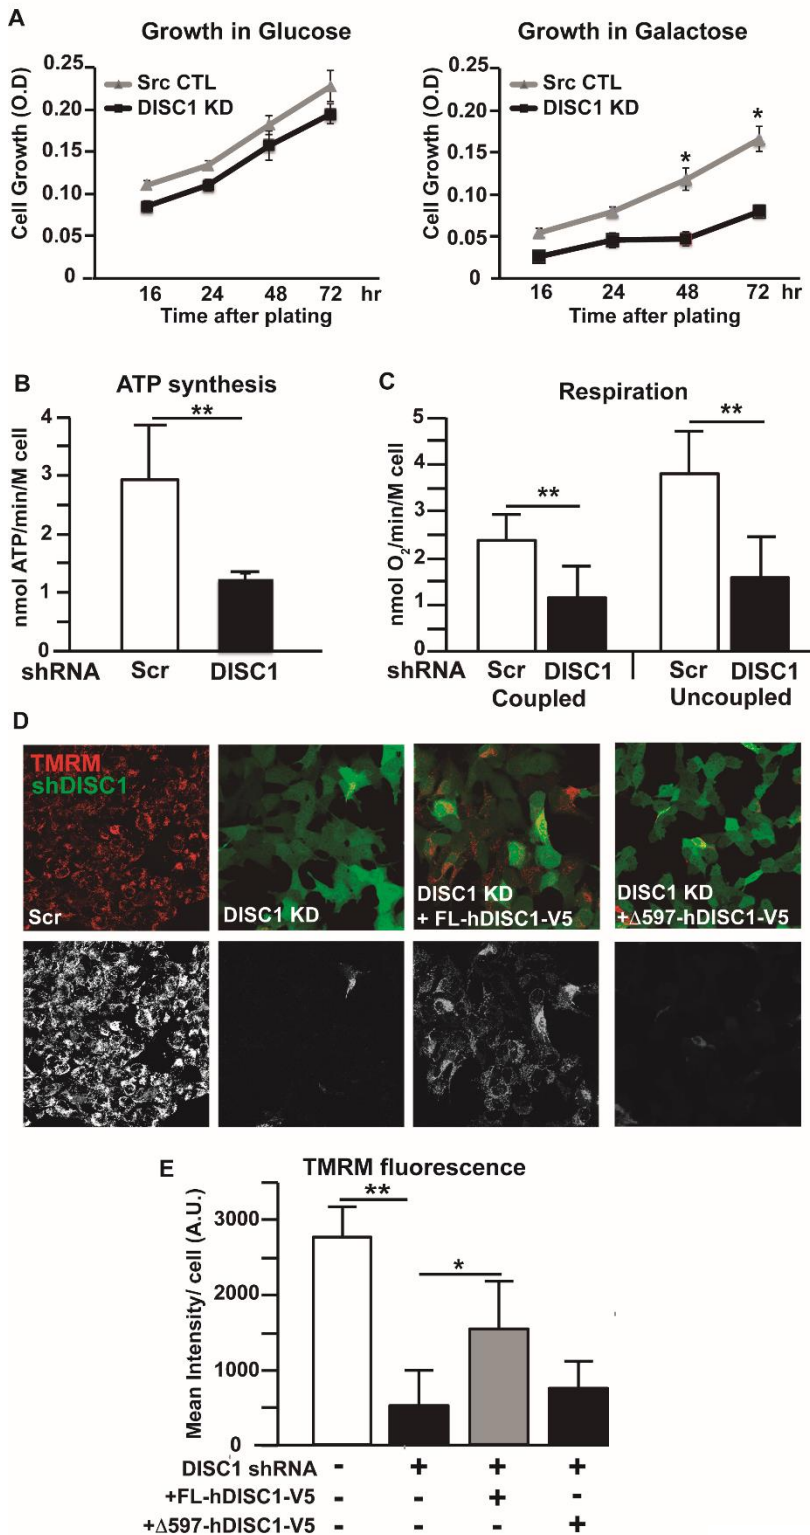 A
Growth in Glucose
Cell Growth (O.D)
0.25
0.20
0.15
0.10
0.05
0
Src CTL
DISC1 KD
16 24 48 72 hr
Time after plating
Growth in Galactose
Cell Growth (O.D)
0.25
0.20
0.15
0.10
0.05
0
Src CTL
DISC1 KD
* *
16 24 48 72 hr
Time after plating
B
ATP synthesis
nmol ATP/min/M cell
4
3
2
1
0
**
shRNA Scr DISC1
C
Respiration
nmol O2/min/M cell
5
4
3
2
1
0
**
**
shRNA Scr DISC1 Scr DISC1
Coupled Uncoupled
D
TMRM
shDISC1
Scr
DISC1 KD
DISC1 KD
+ FL-hDISC1-V5
DISC1 KD
+Δ597-hDISC1-V5
E
TMRM fluorescence
Mean Intensity/ cell (A.U.)
3000
2000
1000
0
**
*
DISC1 shRNA - + + +
+FL-hDISC1-V5 - - + -
+Δ597-hDISC1-V5 - - - +